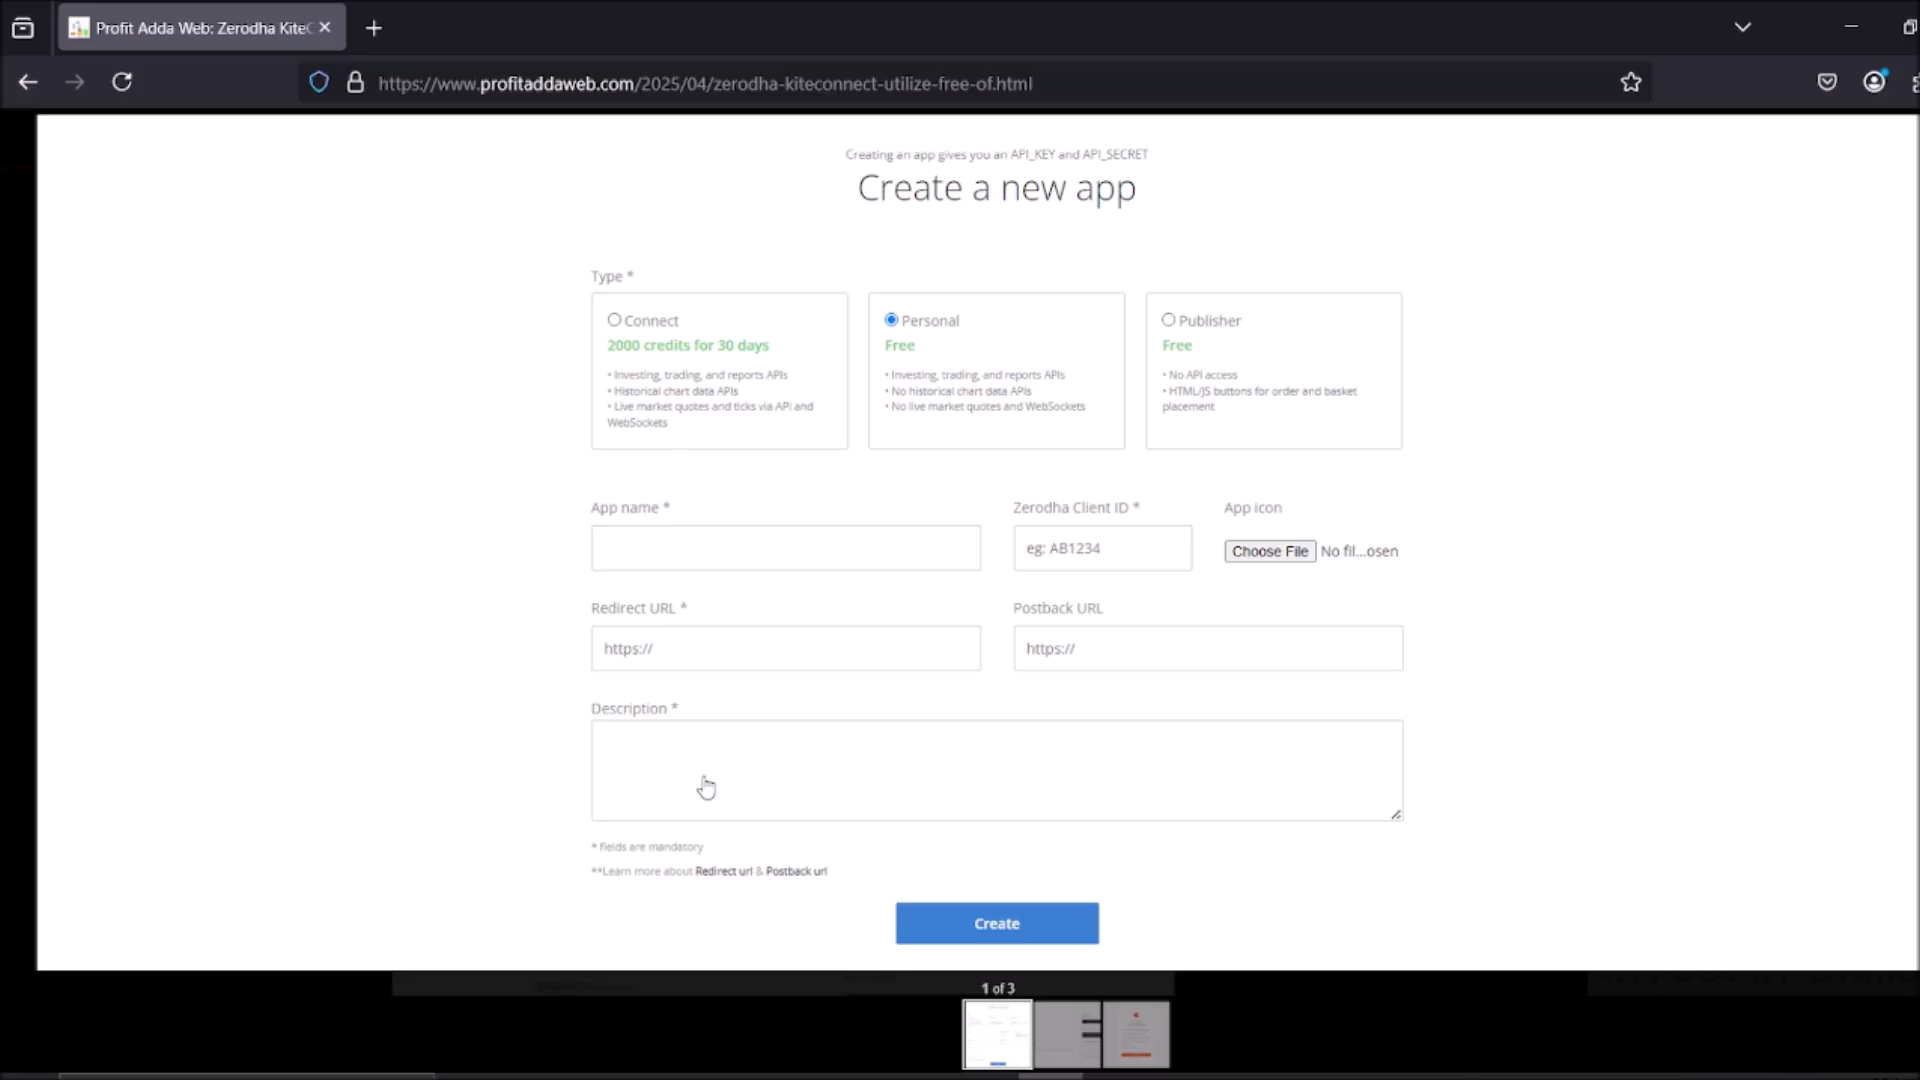 Profit Adda Web: Zerodha KiteC
https://www.profitaddaweb.com/2025/04/zerodha-kiteconnect-utilize-free-of.html
Creating an app gives you an API_KEY and API_SECRET
Create a new app
Type *
Connect
2000 credits for 30 days
• Investing, trading, and reports APIs
• Historical chart data APIs
• Live market quotes and ticks via API and
WebSockets
Personal
Free
• Investing, trading, and reports APIs
• No historical chart data APIs
• No live market quotes and WebSockets
Publisher
Free
• No API access
• HTML/JS buttons for order and basket
placement
App name *
Zerodha Client ID *
App icon
eg: AB1234
Choose File No fil...osen
Redirect URL *
Postback URL
https://
https://
Description *
* fields are mandatory
**Learn more about Redirect url & Postback url
Create
1 of 3